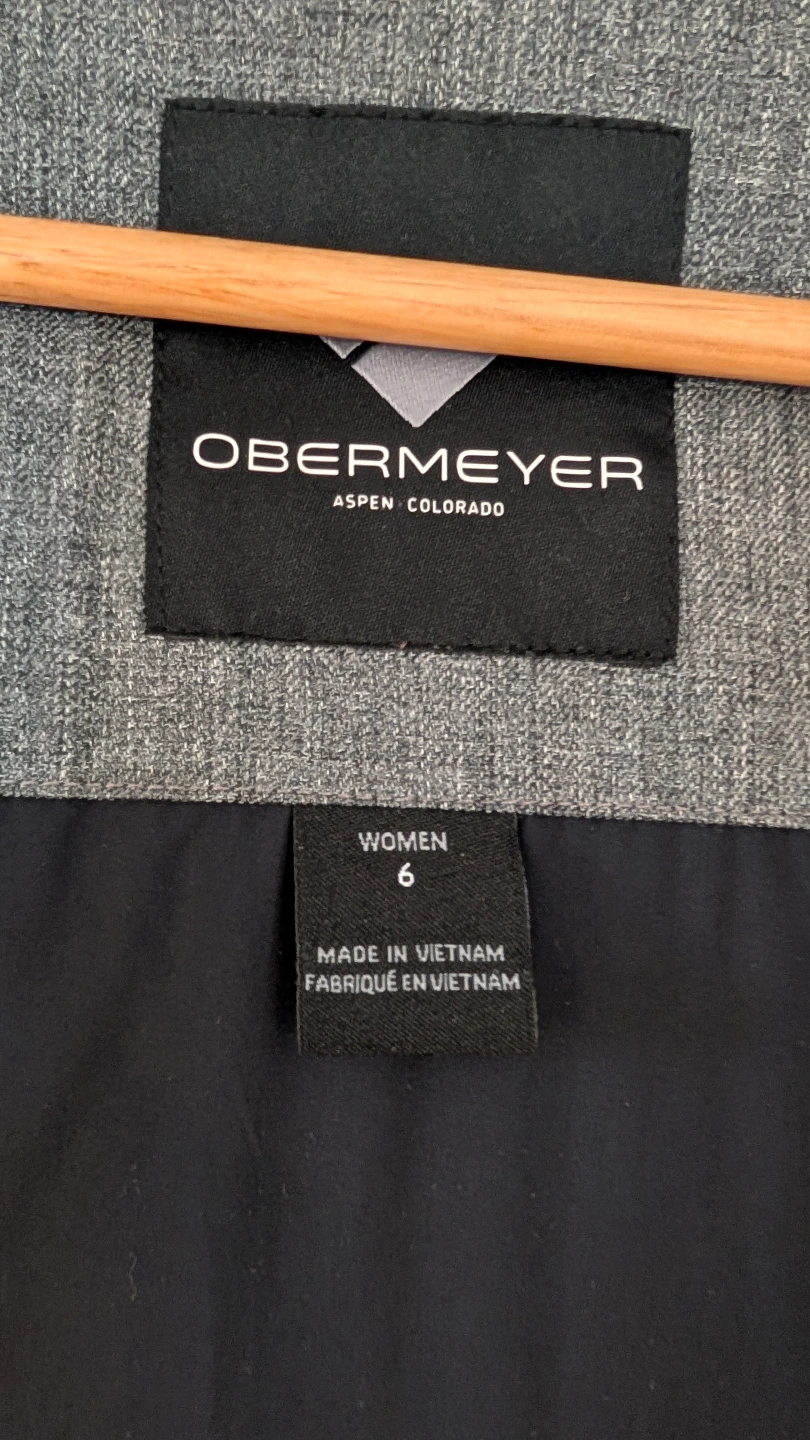 OBERMEYER
ASPEN · COLORADO
WOMEN
6
MADE IN VIETNAM
FABRIQUÉ EN VIETNAM